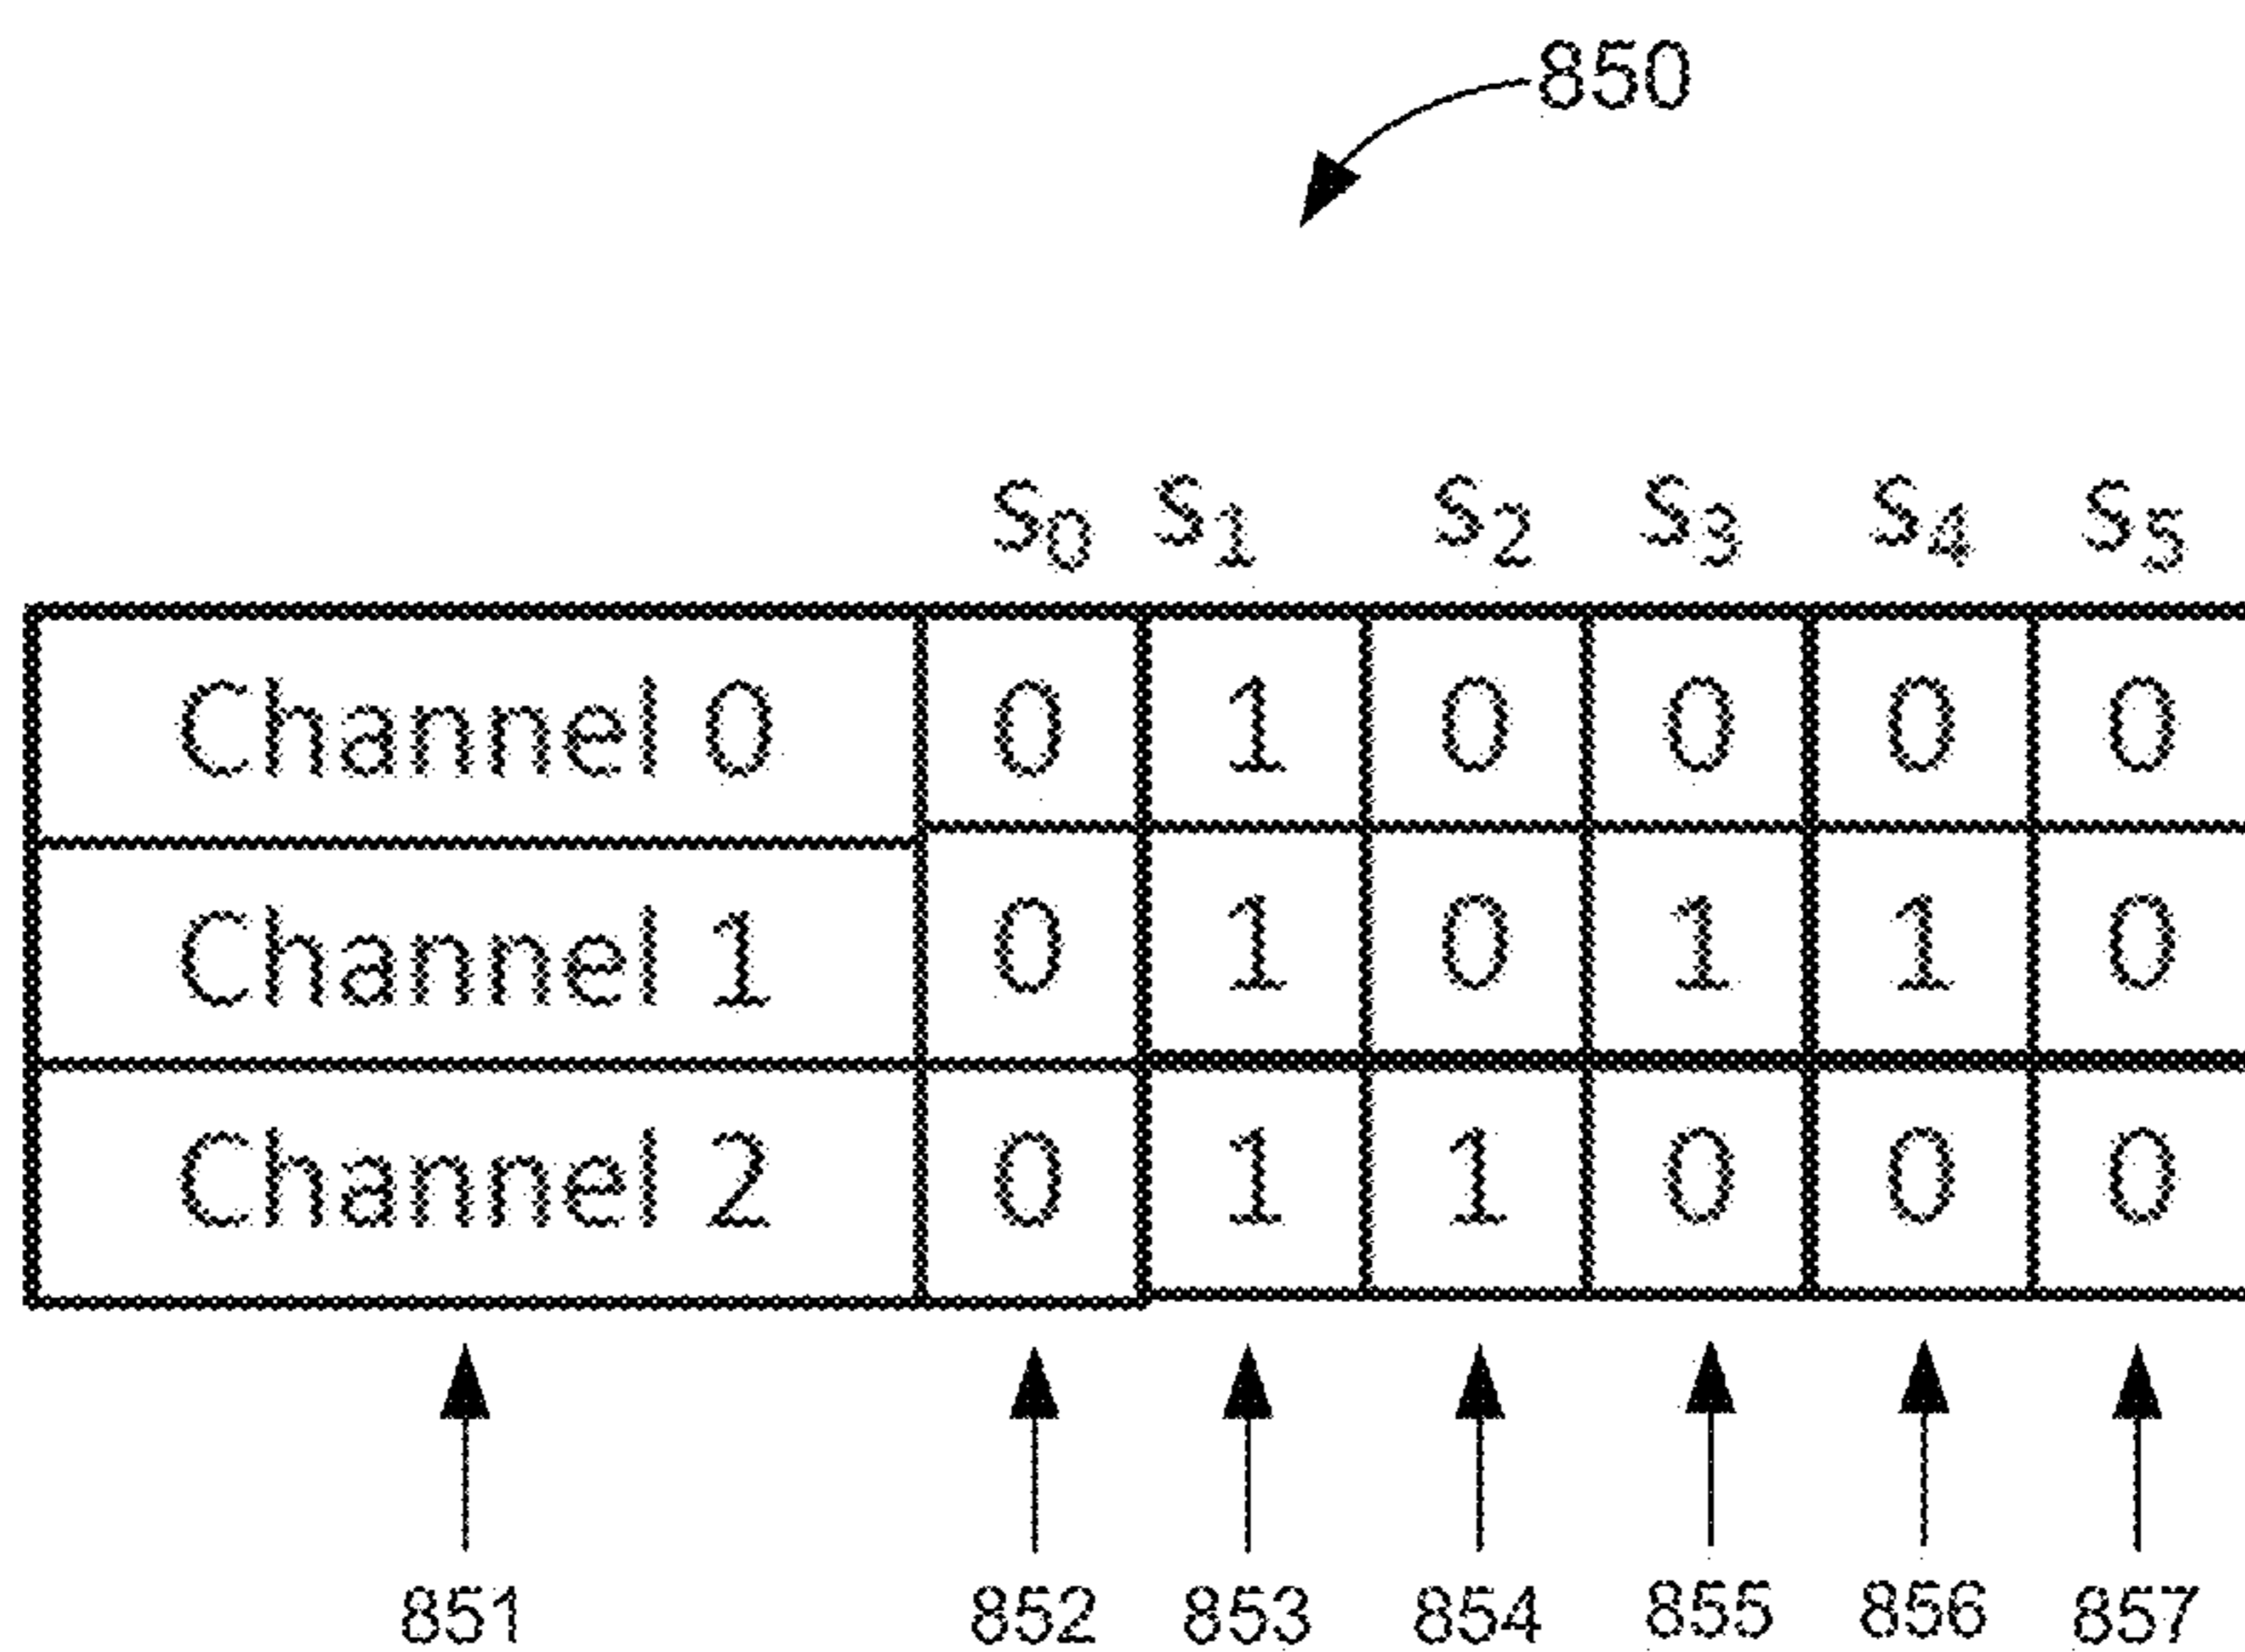 850
S0 S1 S2 S3 S4 S5
Channel 0 0 1 0 0 0 0
Channel 1 0 1 0 1 1 0
Channel 2 0 1 1 0 0 0
851 852 853 854 855 856 857